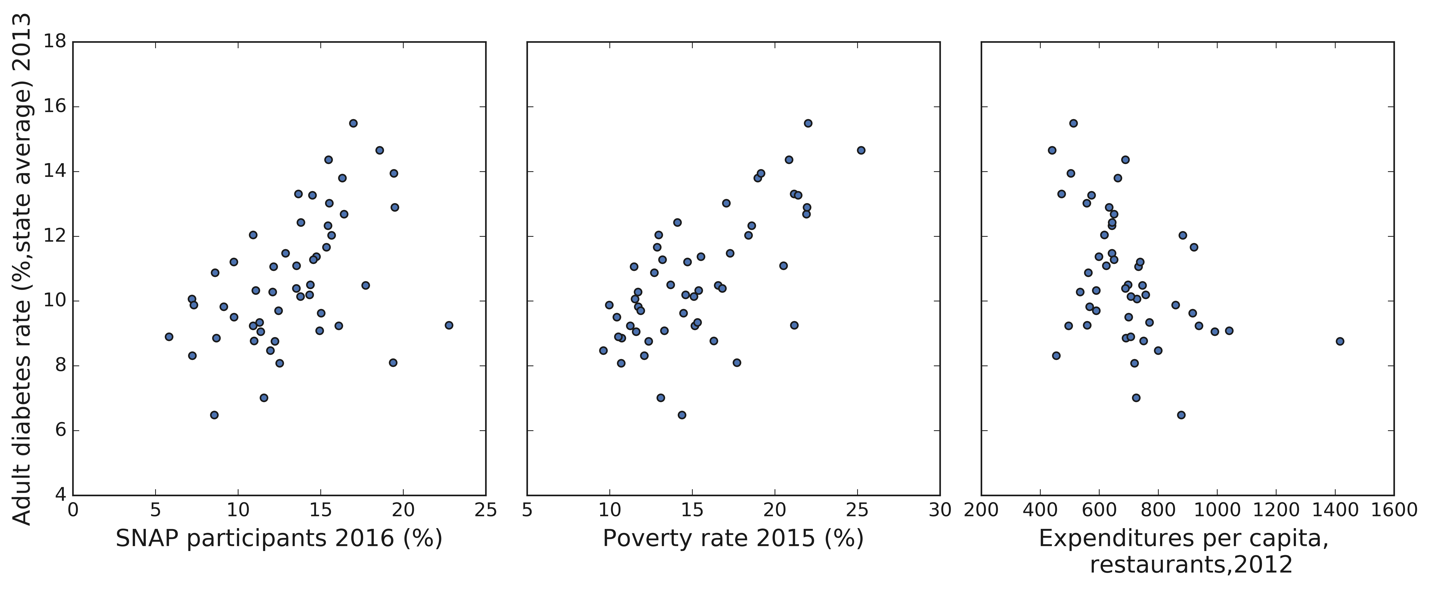 Adult diabetes rate (%,state average) 2013
18
16
14
12
10
8
6
4
0 5 10 15 20 25
SNAP participants 2016 (%)
5 10 15 20 25 30
Poverty rate 2015 (%)
200 400 600 800 1000 1200 1400 1600
Expenditures per capita,
restaurants,2012